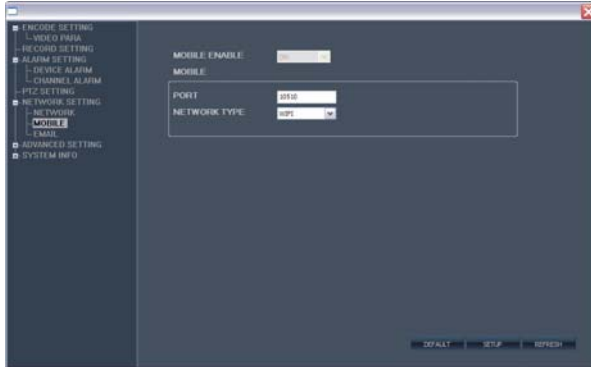 ENCODE SETTING
VIDEO PARA
RECORD SETTING
ALARM SETTING
DEVICE ALARM
CHANNEL ALARM
PTZ SETTING
NETWORK SETTING
NETWORK
MOBILE
EMAIL
ADVANCED SETTING
SYSTEM INFO
MOBILE ENABLE
MOBILE
PORT 10510
NETWORK TYPE WIFI
DEFAULT SETUP REFRESH